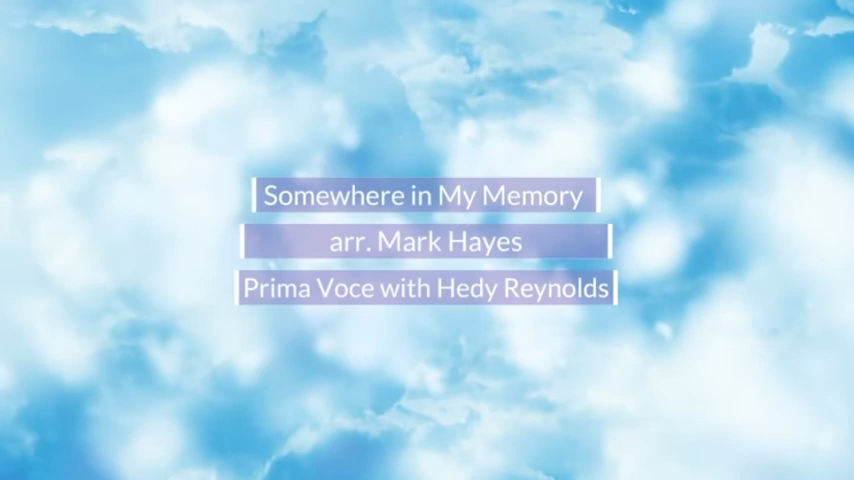 Somewhere in My Memory
arr. Mark Hayes
Prima Voce with Hedy Reynolds